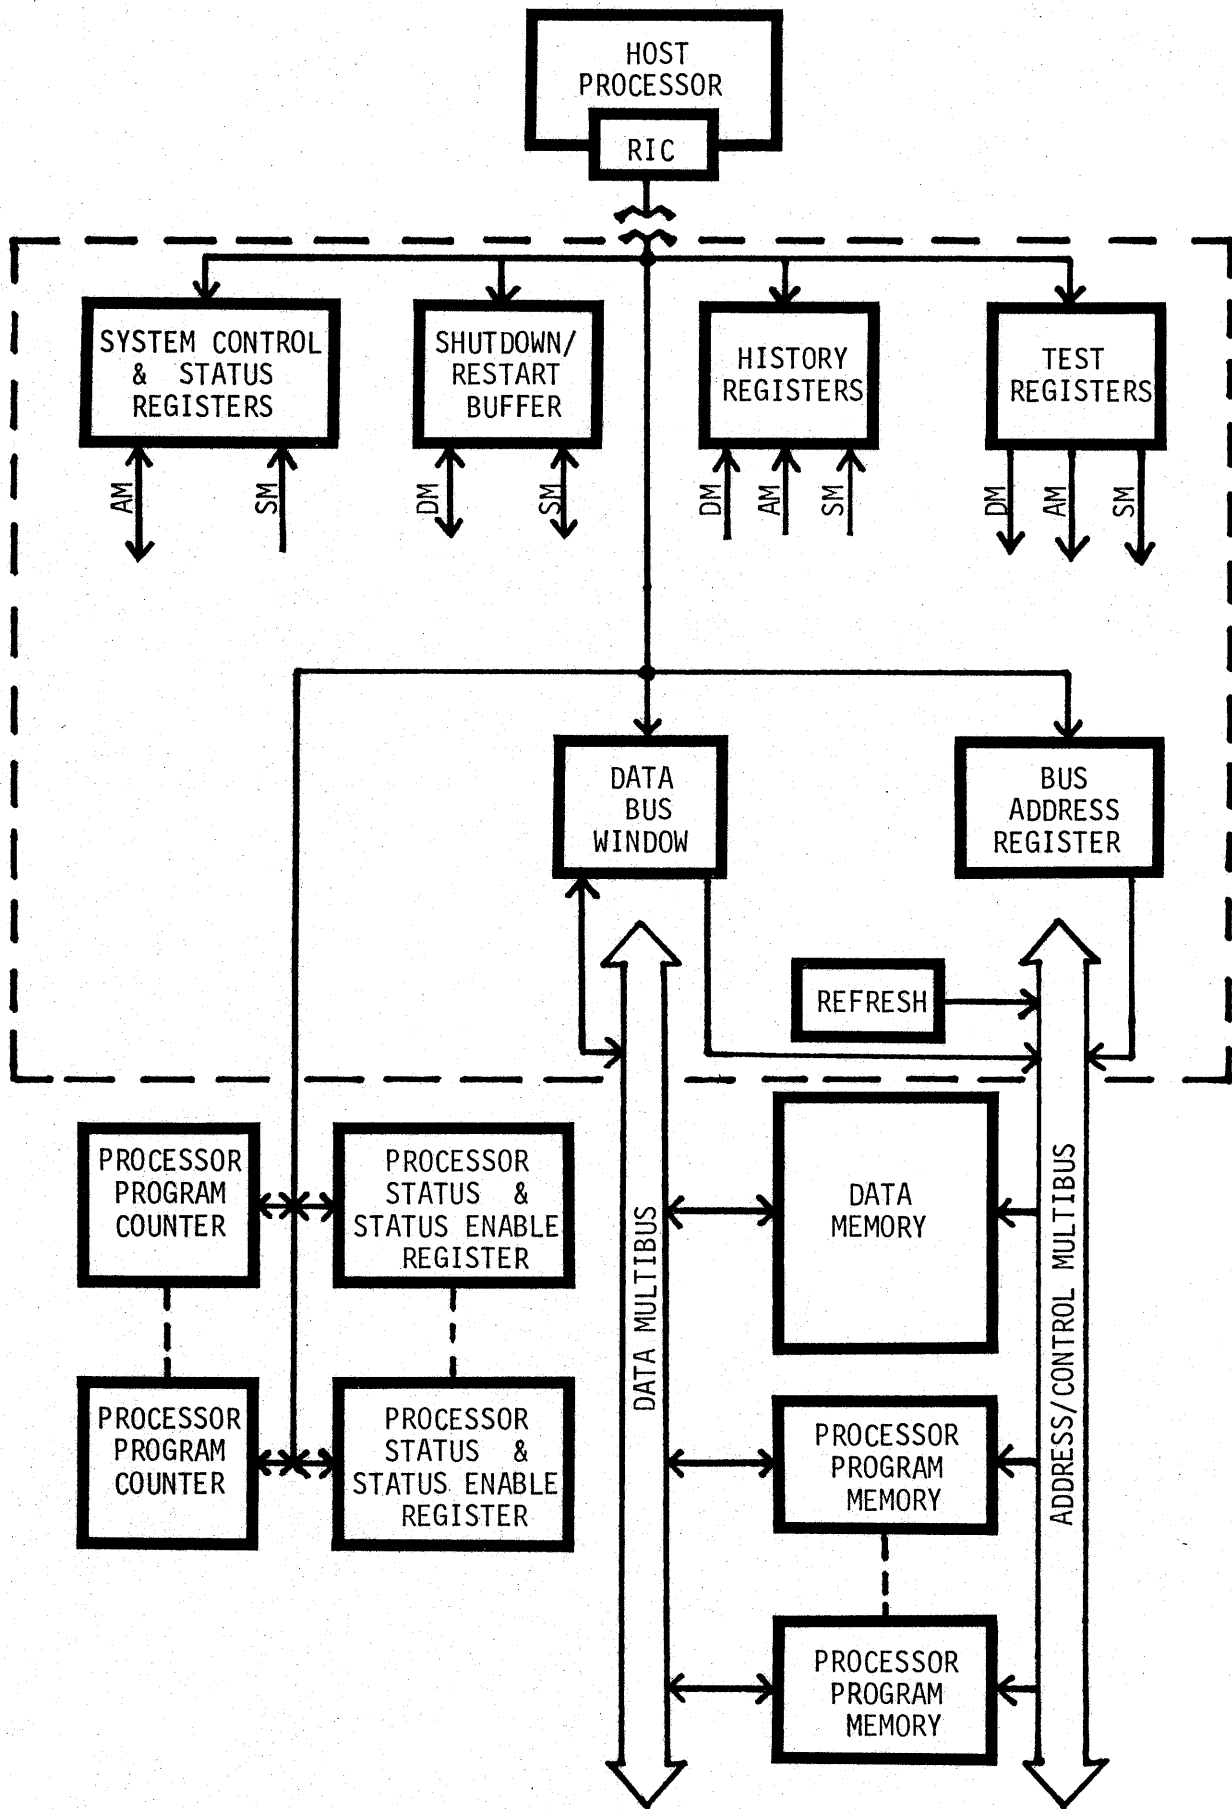 HOST
PROCESSOR
RIC
SYSTEM CONTROL
& STATUS
REGISTERS
SHUTDOWN/
RESTART
BUFFER
HISTORY
REGISTERS
TEST
REGISTERS
AM
SM
DM
SM
DM
AM
SM
DM
AM
SM
DATA
BUS
WINDOW
BUS
ADDRESS
REGISTER
REFRESH
PROCESSOR
PROGRAM
COUNTER
PROCESSOR
STATUS &
STATUS ENABLE
REGISTER
DATA MULTIBUS
DATA
MEMORY
ADDRESS/CONTROL MULTIBUS
PROCESSOR
PROGRAM
COUNTER
PROCESSOR
STATUS &
STATUS ENABLE
REGISTER
PROCESSOR
PROGRAM
MEMORY
PROCESSOR
PROGRAM
MEMORY